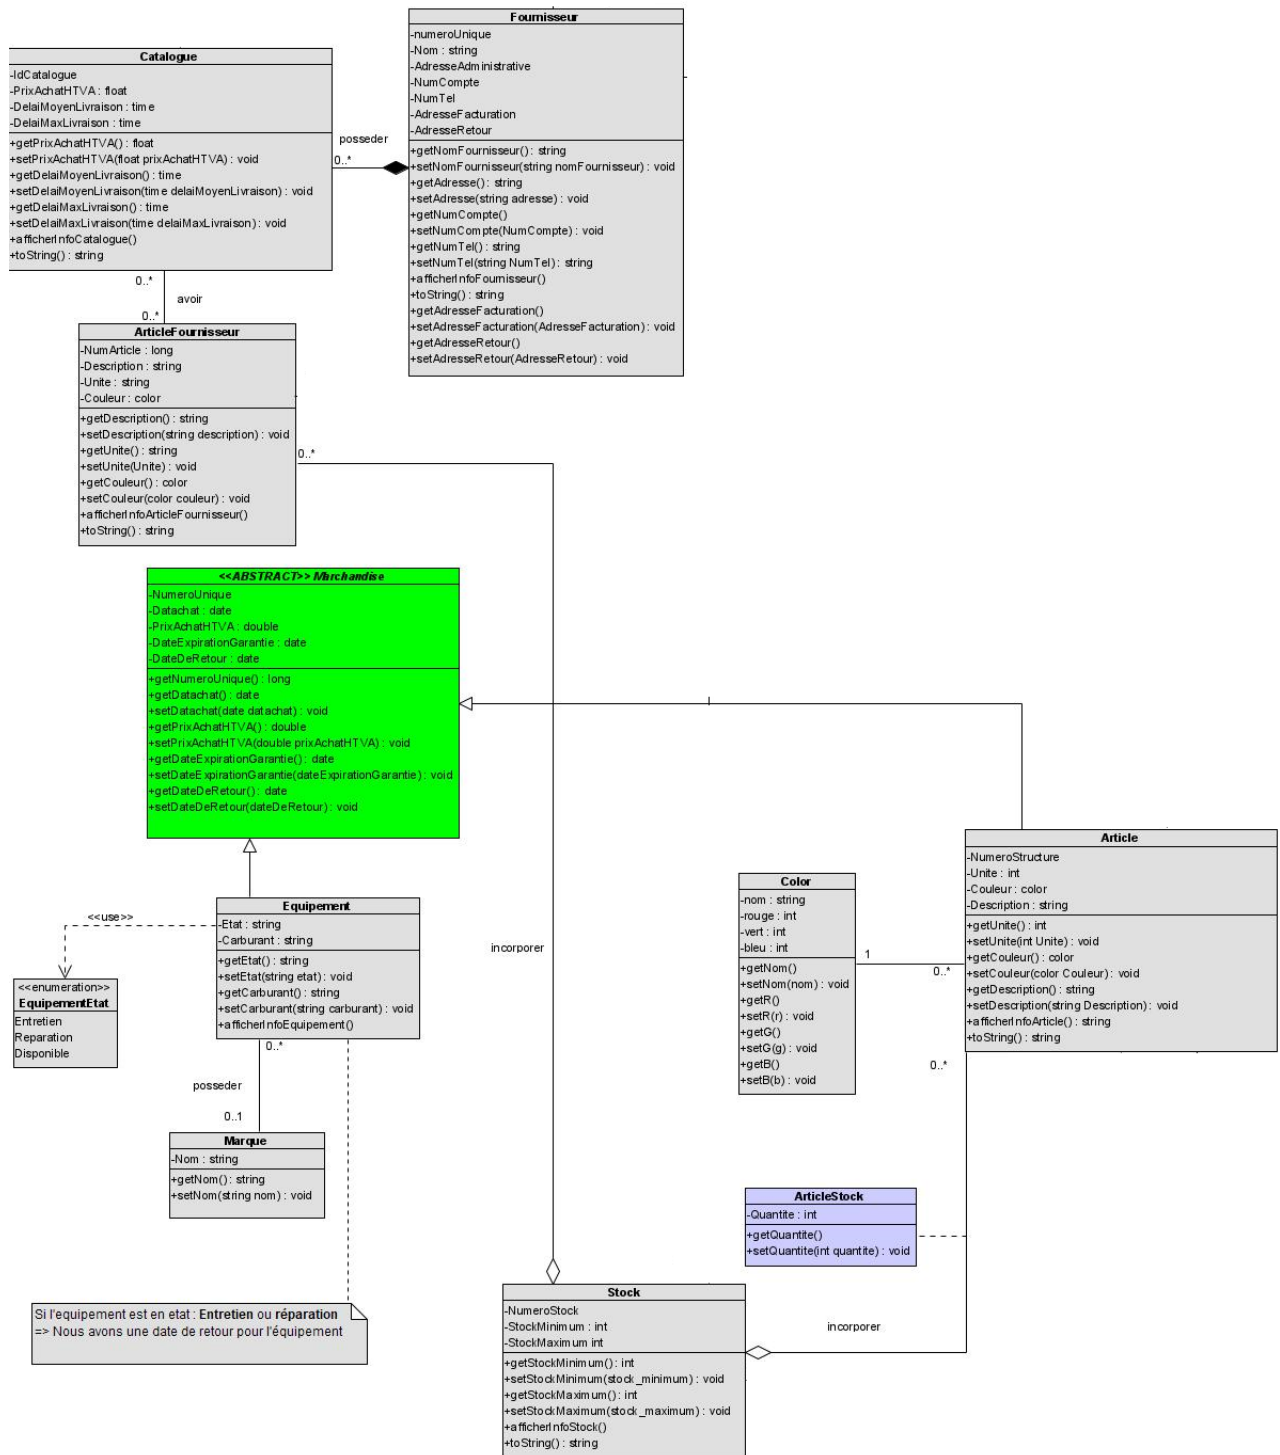 Fournisseur
-numeroUnique
-Nom : string
-AdresseAdministrative
-NumCompte
-NumTel
-AdresseFacturation
-AdresseRetour
+getNomFournisseur() : string
+setNomFournisseur(string nomFournisseur) : void
+getAdresse() : string
+setAdresse(string adresse) : void
+getNumCompte()
+setNumCompte(NumCompte) : void
+getNumTel() : string
+setNumTel(string NumTel) : string
+afficherInfoFournisseur()
+toString() : string
+getAdresseFacturation()
+setAdresseFacturation(AdresseFacturation) : void
+getAdresseRetour()
+setAdresseRetour(AdresseRetour) : void
Catalogue
-IdCatalogue
-PrixAchatHTVA : float
-DelaiMoyenLivraison : time
-DelaiMaxLivraison : time
+getPrixAchatHTVA() : float
+setPrixAchatHTVA(float prixAchatHTVA) : void
+getDelaiMoyenLivraison() : time
+setDelaiMoyenLivraison(time delaiMoyenLivraison) : void
+getDelaiMaxLivraison() : time
+setDelaiMaxLivraison(time delaiMaxLivraison) : void
+afficherInfoCatalogue()
+toString() : string
posseder
0..*
0..*
avoir
0..*
ArticleFournisseur
-NumArticle : long
-Description : string
-Unite : string
-Couleur : color
+getDescription() : string
+setDescription(string description) : void
+getUnite() : string
+setUnite(Unite) : void
+getCouleur() : color
+setCouleur(color couleur) : void
+afficherInfoArticleFournisseur()
+toString() : string
0..*
<<ABSTRACT>> Marchandise
-NumeroUnique
-Datachat : date
-PrixAchatHTVA : double
-DateExpirationGarantie : date
-DateDeRetour : date
+getNumeroUnique() : long
+getDatachat() : date
+setDatachat(date datachat) : void
+getPrixAchatHTVA() : double
+setPrixAchatHTVA(double prixAchatHTVA) : void
+getDateExpirationGarantie() : date
+setDateExpirationGarantie(dateExpirationGarantie) : void
+getDateDeRetour() : date
+setDateDeRetour(dateDeRetour) : void
Article
-NumeroStructure
-Unite : int
-Couleur : color
-Description : string
+getUnite() : int
+setUnite(int Unite) : void
+getCouleur() : color
+setCouleur(color Couleur) : void
+getDescription() : string
+setDescription(string Description) : void
+afficherInfoArticle() : string
+toString() : string
Color
-nom : string
-rouge : int
-vert : int
-bleu : int
+getNom()
+setNom(nom) : void
+getR()
+setR(r) : void
+getG()
+setG(g) : void
+getB()
+setB(b) : void
1
0..*
0..*
Equipement
-Etat : string
-Carburant : string
+getEtat() : string
+setEtat(string etat) : void
+getCarburant() : string
+setCarburant(string carburant) : void
+afficherInfoEquipement()
<<use>>
<<enumeration>>
EquipementEtat
Entretien
Reparation
Disponible
incorporer
0..*
posseder
0..1
Marque
-Nom : string
+getNom() : string
+setNom(string nom) : void
ArticleStock
-Quantite : int
+getQuantite()
+setQuantite(int quantite) : void
Si l'equipement est en etat : Entretien ou réparation
=> Nous avons une date de retour pour l'équipement
Stock
-NumeroStock
-StockMinimum : int
-StockMaximum int
+getStockMinimum() : int
+setStockMinimum(stock_minimum) : void
+getStockMaximum() : int
+setStockMaximum(stock_maximum) : void
+afficherInfoStock()
+toString() : string
incorporer